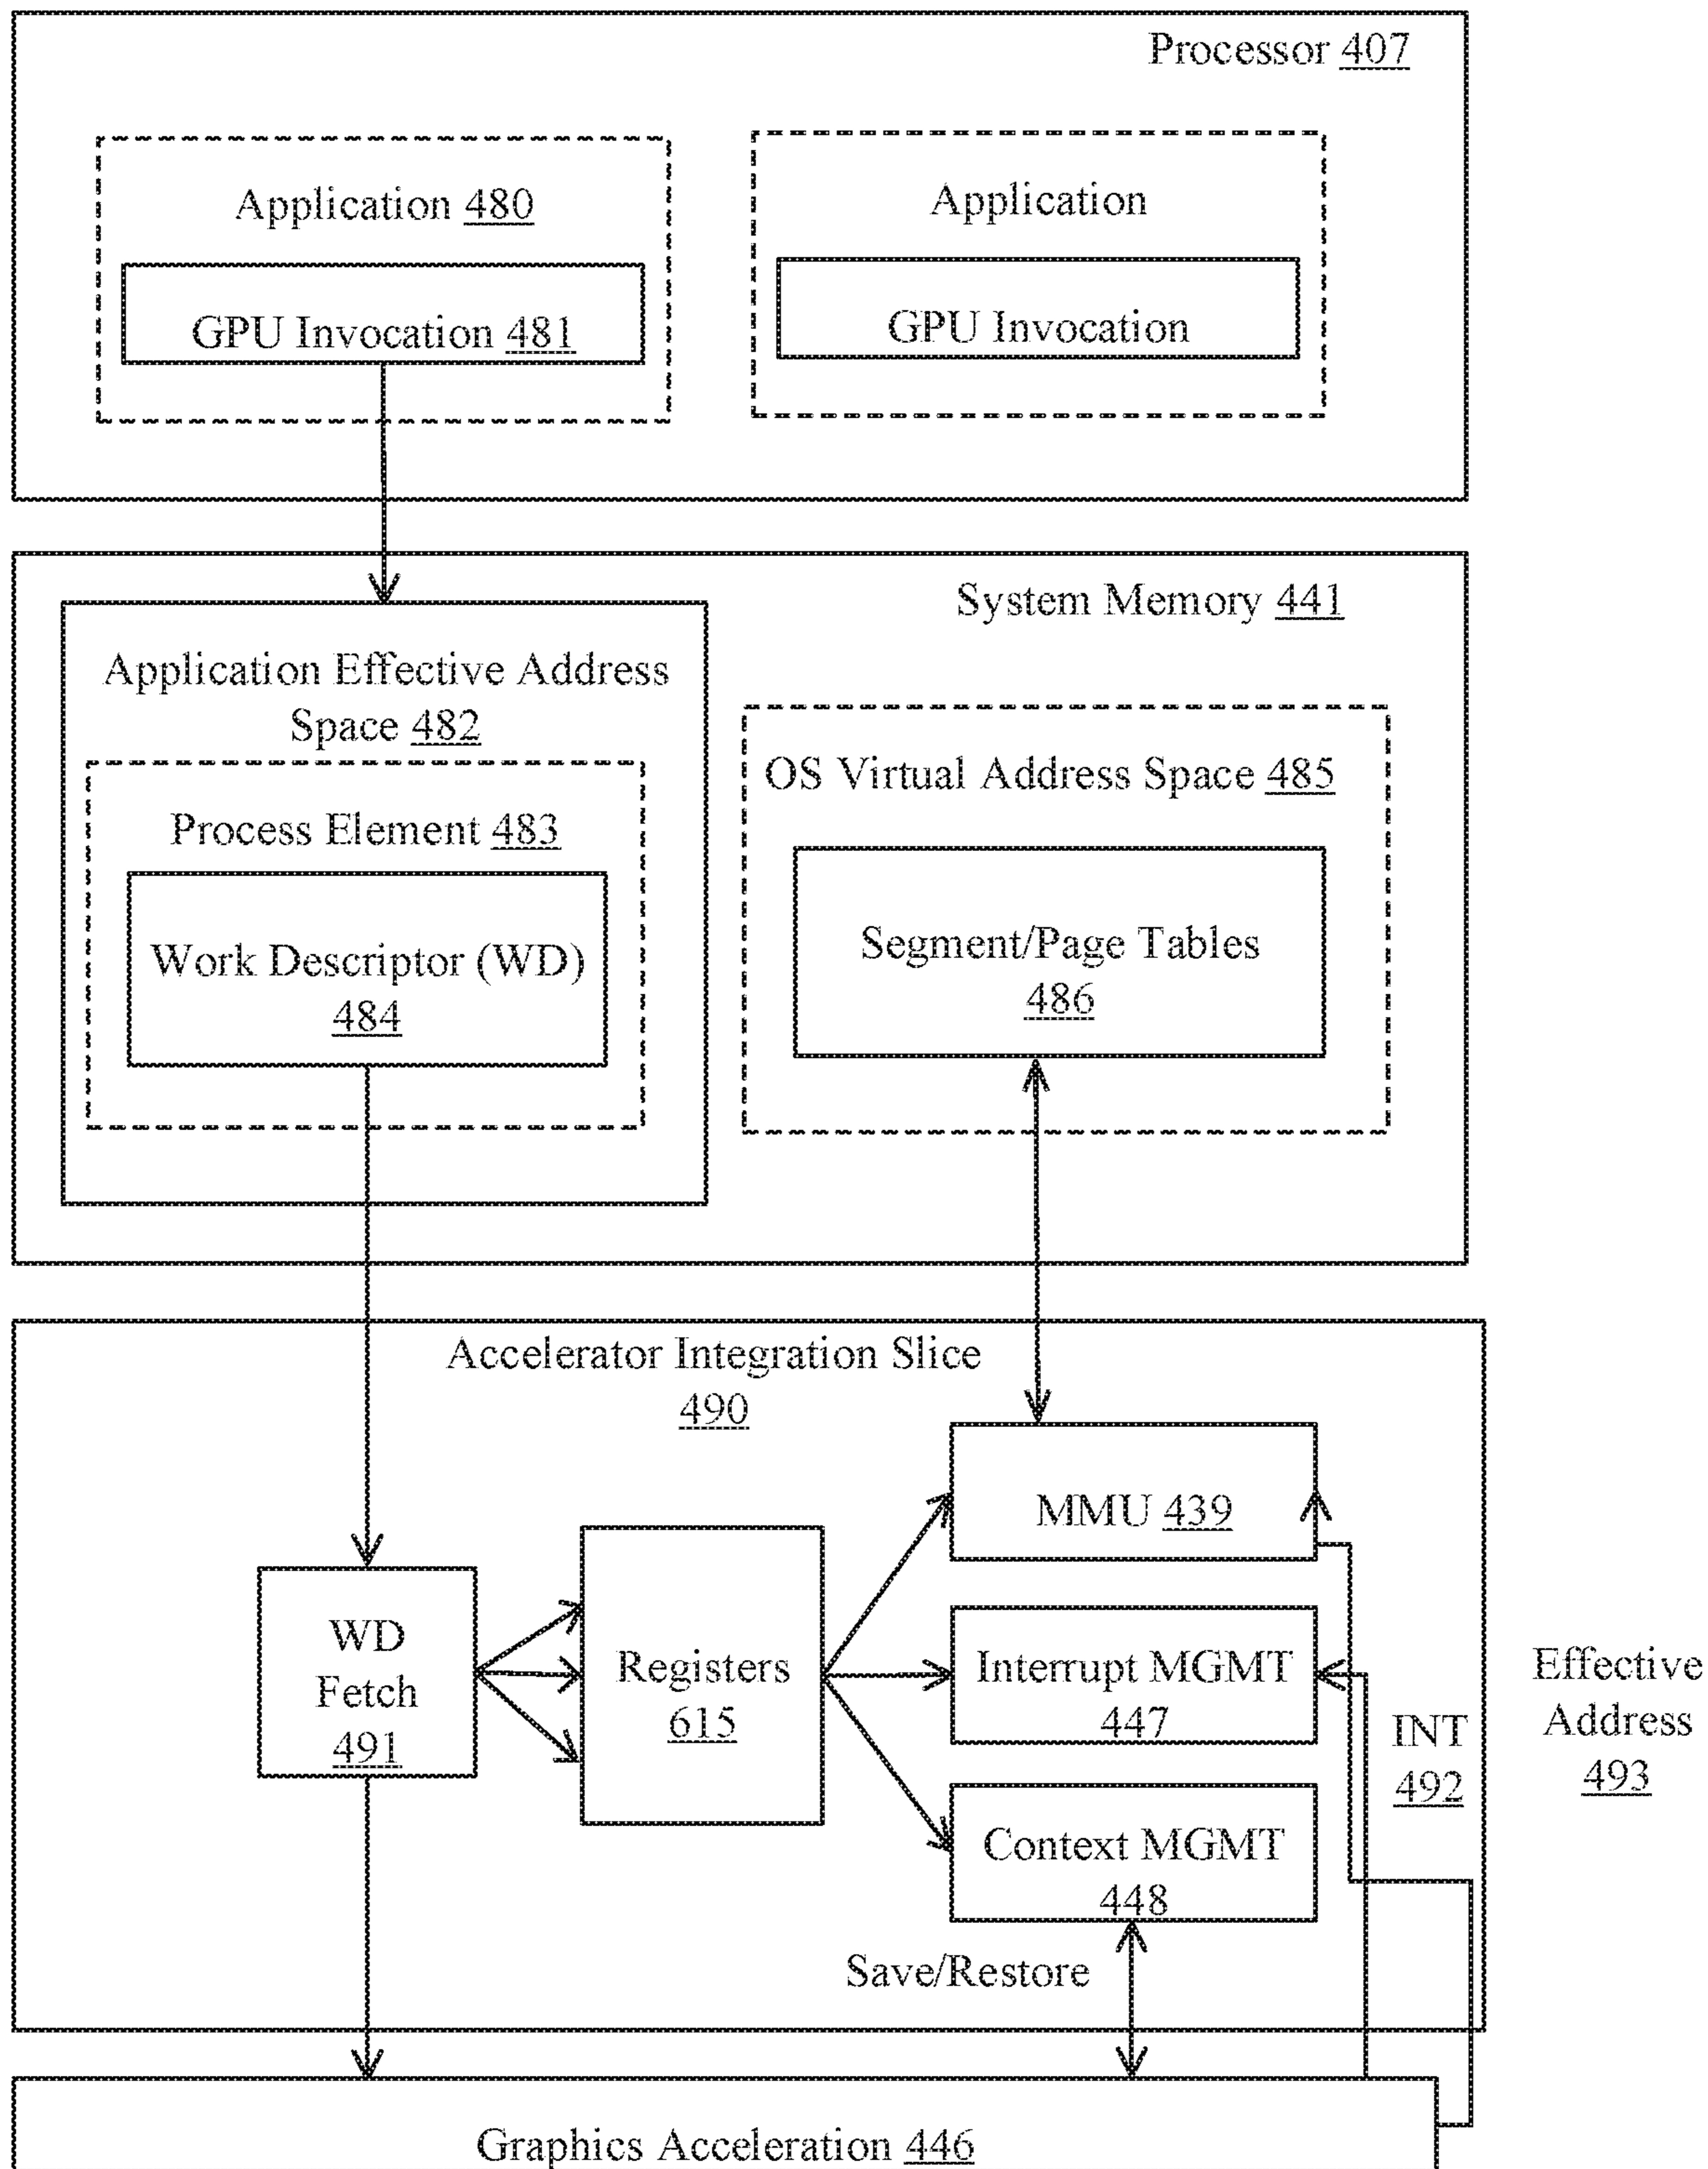 Processor 407
Application 480
Application
GPU Invocation 481
GPU Invocation
System Memory 441
Application Effective Address
Space 482
OS Virtual Address Space 485
Process Element 483
Segment/Page Tables
486
Work Descriptor (WD)
484
Accelerator Integration Slice
490
MMU 439
WD
Fetch
491
Registers
615
Interrupt MGMT
447
INT
492
Effective
Address
493
Context MGMT
448
Save/Restore
Graphics Acceleration 446